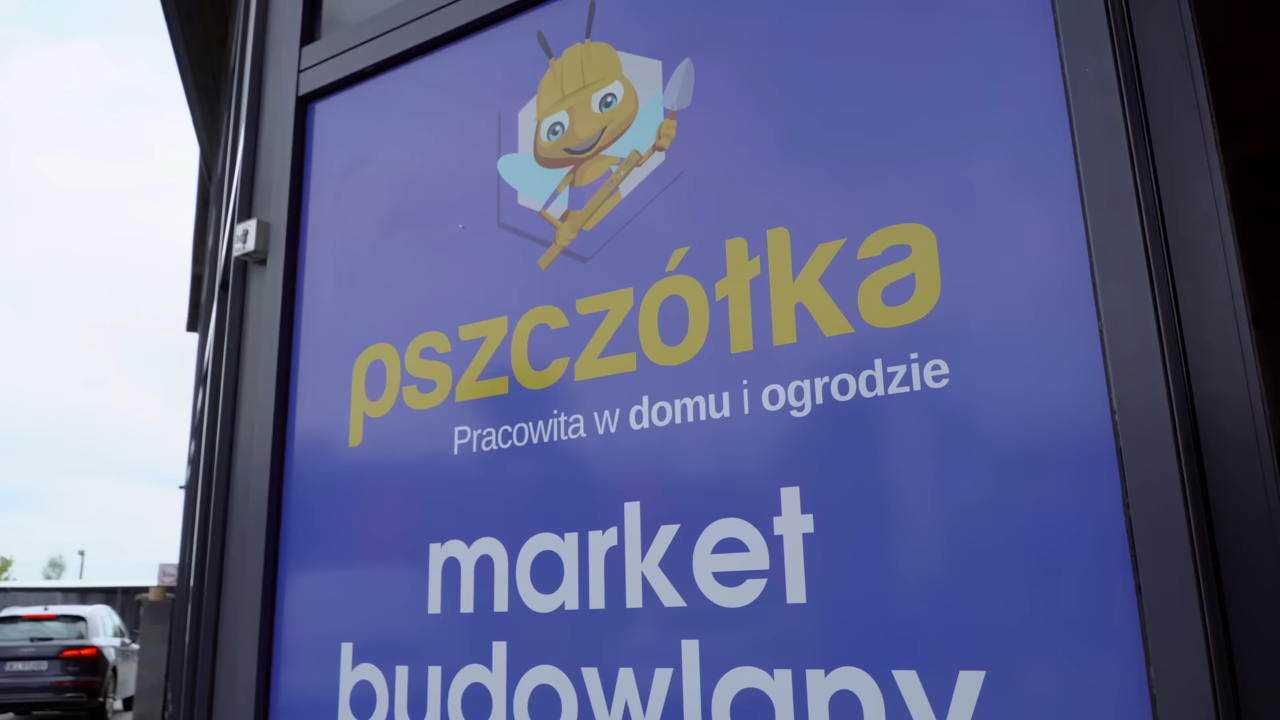 pszczółka
Pracowita w domu i ogrodzie
market
budowlany